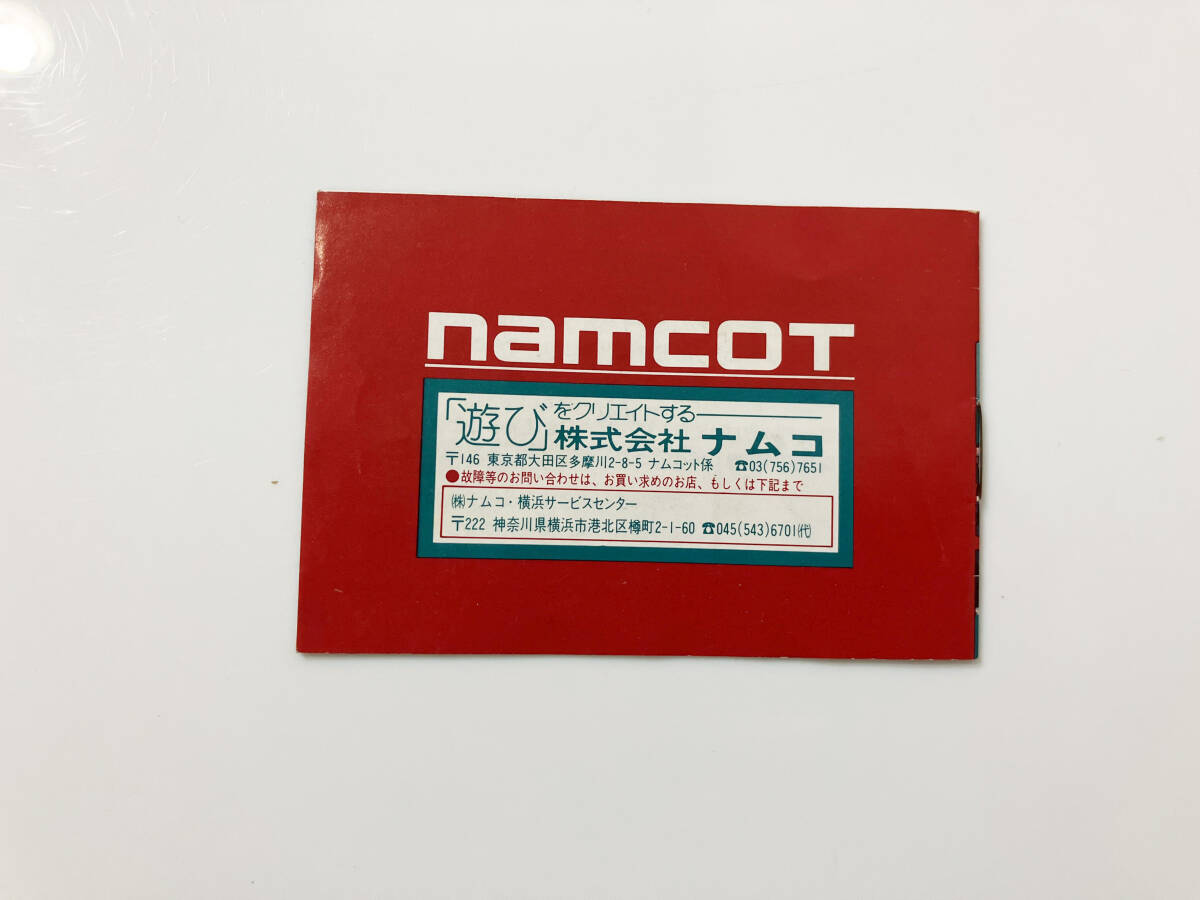 namcoT
「遊び」をクリエイトする
株式会社 ナムコ
〒146 東京都大田区多摩川2-8-5 ナムコット係 ☎03(756)7651
●故障等のお問い合わせは、お買い求めのお店、もしくは下記まで
㈱ナムコ・横浜サービスセンター
〒222 神奈川県横浜市港北区樽町2-1-60 ☎045(543)6701㈹